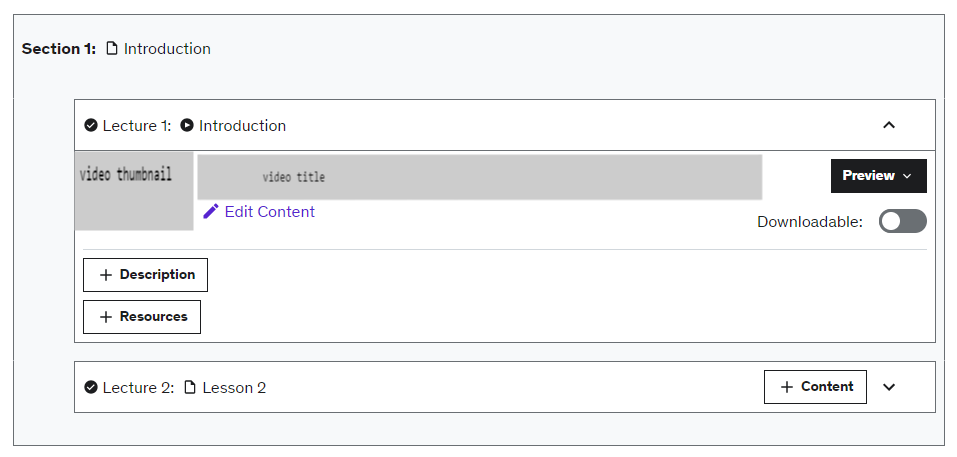 Section 1: Introduction
Lecture 1: Introduction
video thumbnail
video title
Preview
Edit Content
Downloadable:
+ Description
+ Resources
Lecture 2: Lesson 2
+ Content